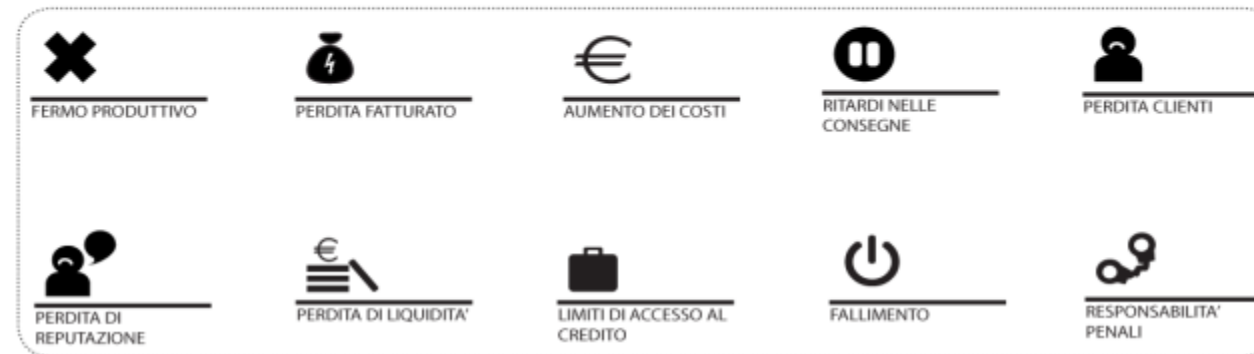 FERMO PRODUTTIVO
PERDITA FATTURATO
AUMENTO DEI COSTI
RITARDI NELLE
CONSEGNE
PERDITA CLIENTI
PERDITA DI
REPUTAZIONE
PERDITA DI LIQUIDITA'
LIMITI DI ACCESSO AL
CREDITO
FALLIMENTO
RESPONSABILITA'
PENALI